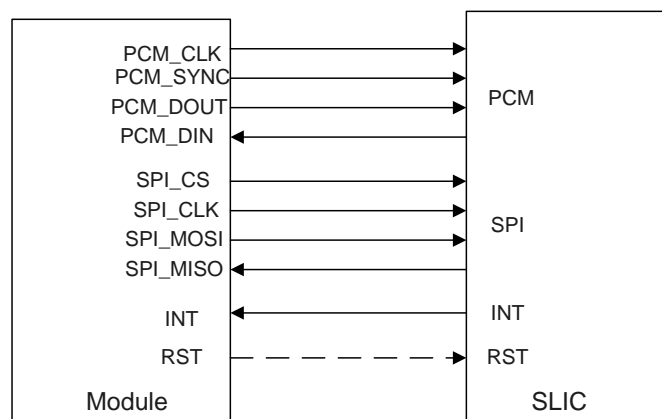 PCM_CLK
PCM_SYNC
PCM_DOUT
PCM_DIN
PCM
SPI_CS
SPI_CLK
SPI_MOSI
SPI_MISO
SPI
INT
INT
RST
RST
Module
SLIC